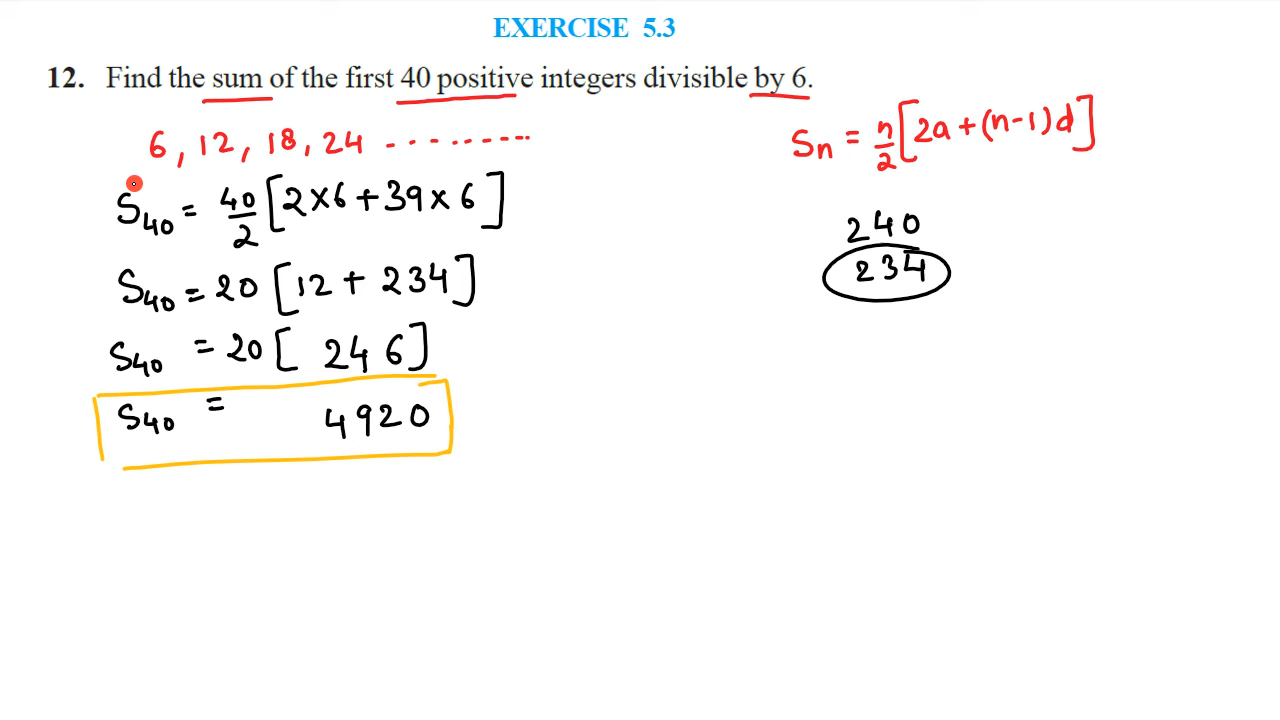 EXERCISE 5.3
12. Find the sum of the first 40 positive integers divisible by 6.
6, 12, 18, 24 ..........
Sn = n/2 [2a + (n-1)d]
S40 = 40/2 [2×6 + 39×6]
240
234
S40 = 20 [12 + 234]
S40 = 20 [246]
S40 = 4920